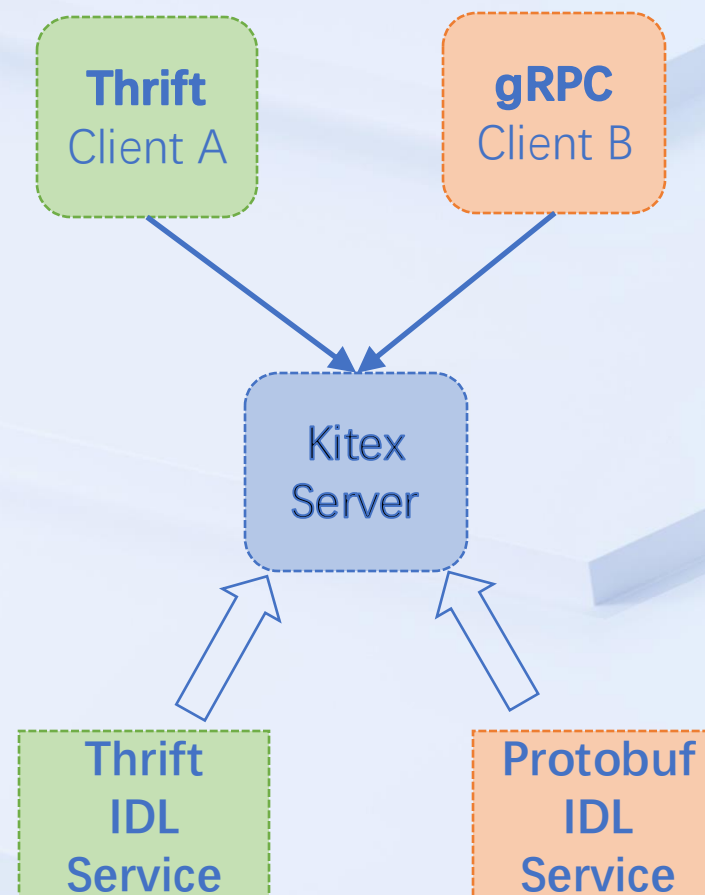 Thrift
Client A
gRPC
Client B
Kitex
Server
Thrift
IDL
Service
Protobuf
IDL
Service